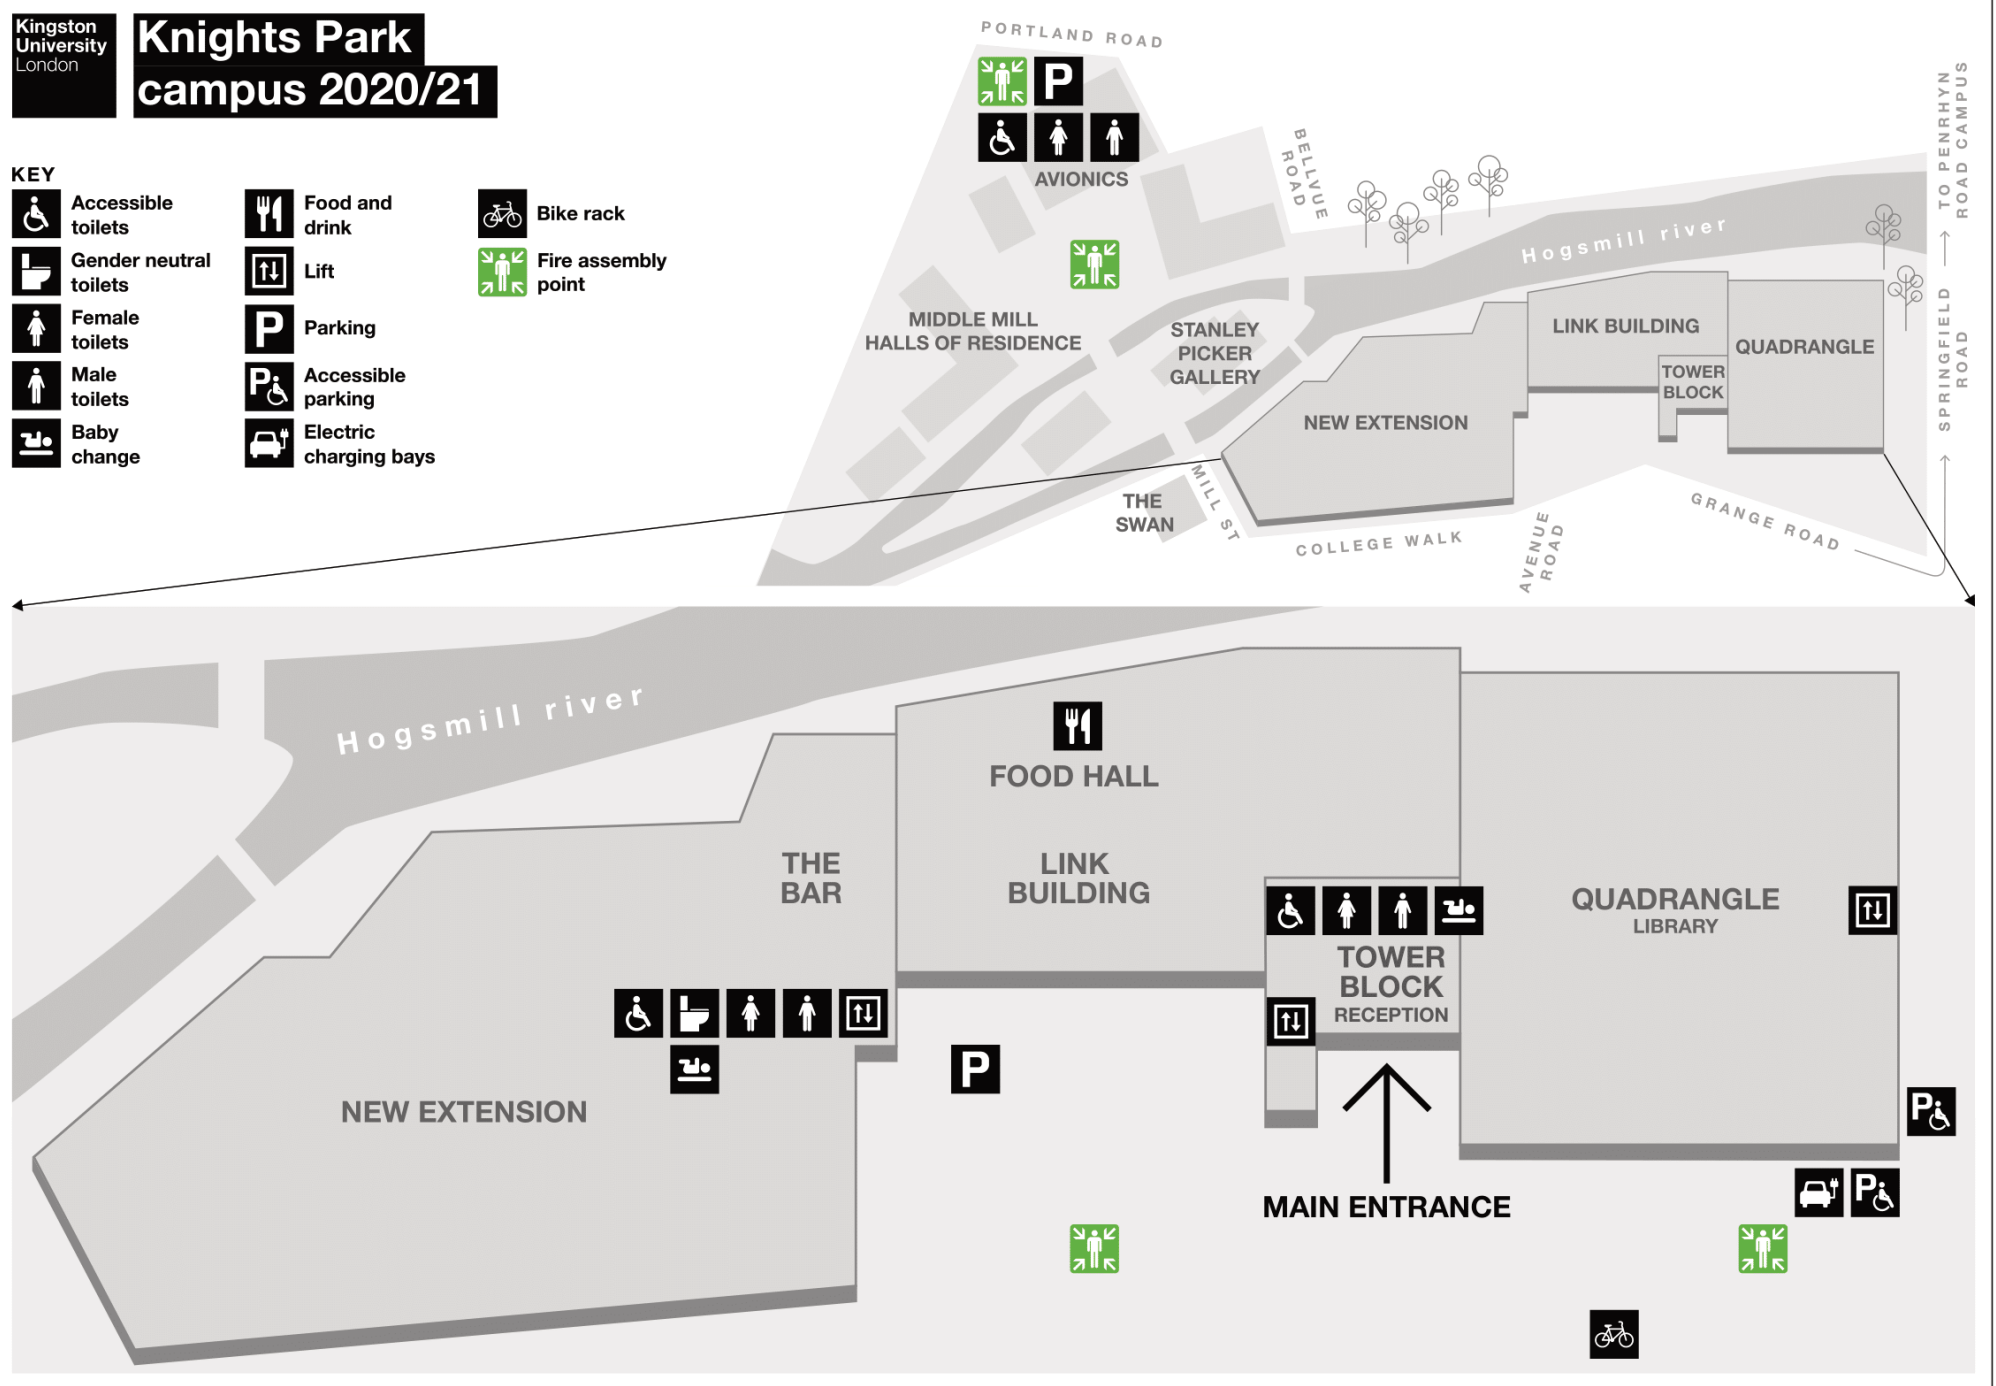 Kingston
University
London
Knights Park
campus 2020/21
KEY
Accessible
toilets
Gender neutral
toilets
Female
toilets
Male
toilets
Baby
change
Food and
drink
Lift
P
Parking
P
Accessible
parking
Electric
charging bays
Bike rack
Fire assembly
point
PORTLAND ROAD
P
AVIONICS
BELLVUE
ROAD
TO PENRHYN
ROAD CAMPUS
Hogsmill river
MIDDLE MILL
HALLS OF RESIDENCE
STANLEY
PICKER
GALLERY
LINK BUILDING
TOWER
BLOCK
QUADRANGLE
NEW EXTENSION
SPRINGFIELD
ROAD
THE
SWAN
MILL ST
COLLEGE WALK
AVENUE
ROAD
GRANGE ROAD
Hogsmill river
FOOD HALL
THE
BAR
LINK
BUILDING
QUADRANGLE
LIBRARY
TOWER
BLOCK
RECEPTION
P
NEW EXTENSION
P
P
MAIN ENTRANCE